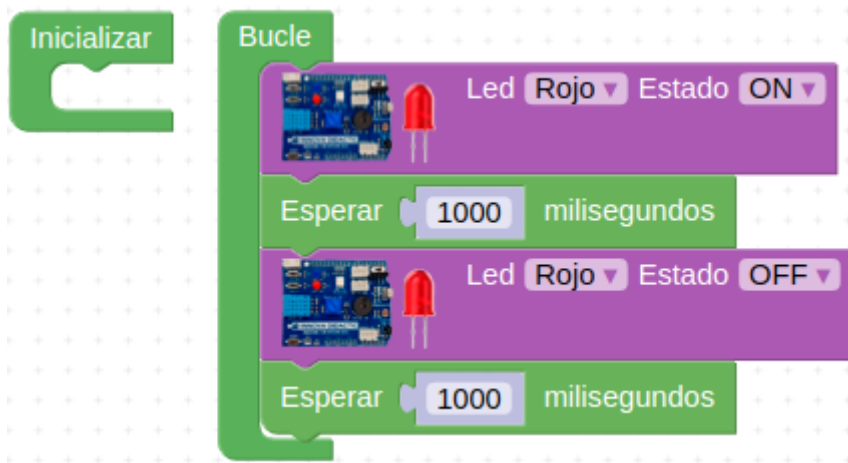 Inicializar
Bucle
Led Rojo Estado ON
Esperar 1000 milisegundos
Led Rojo Estado OFF
Esperar 1000 milisegundos